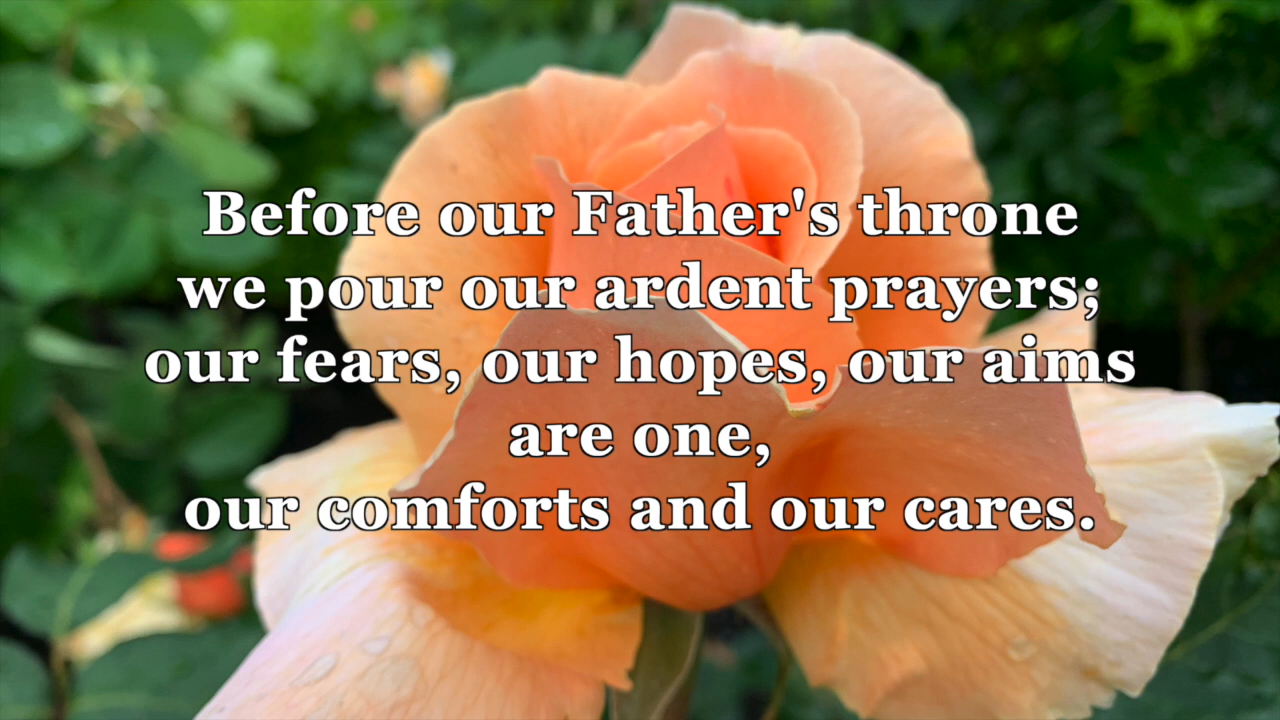 Before our Father's throne
we pour our ardent prayers;
our fears, our hopes, our aims
are one,
our comforts and our cares.